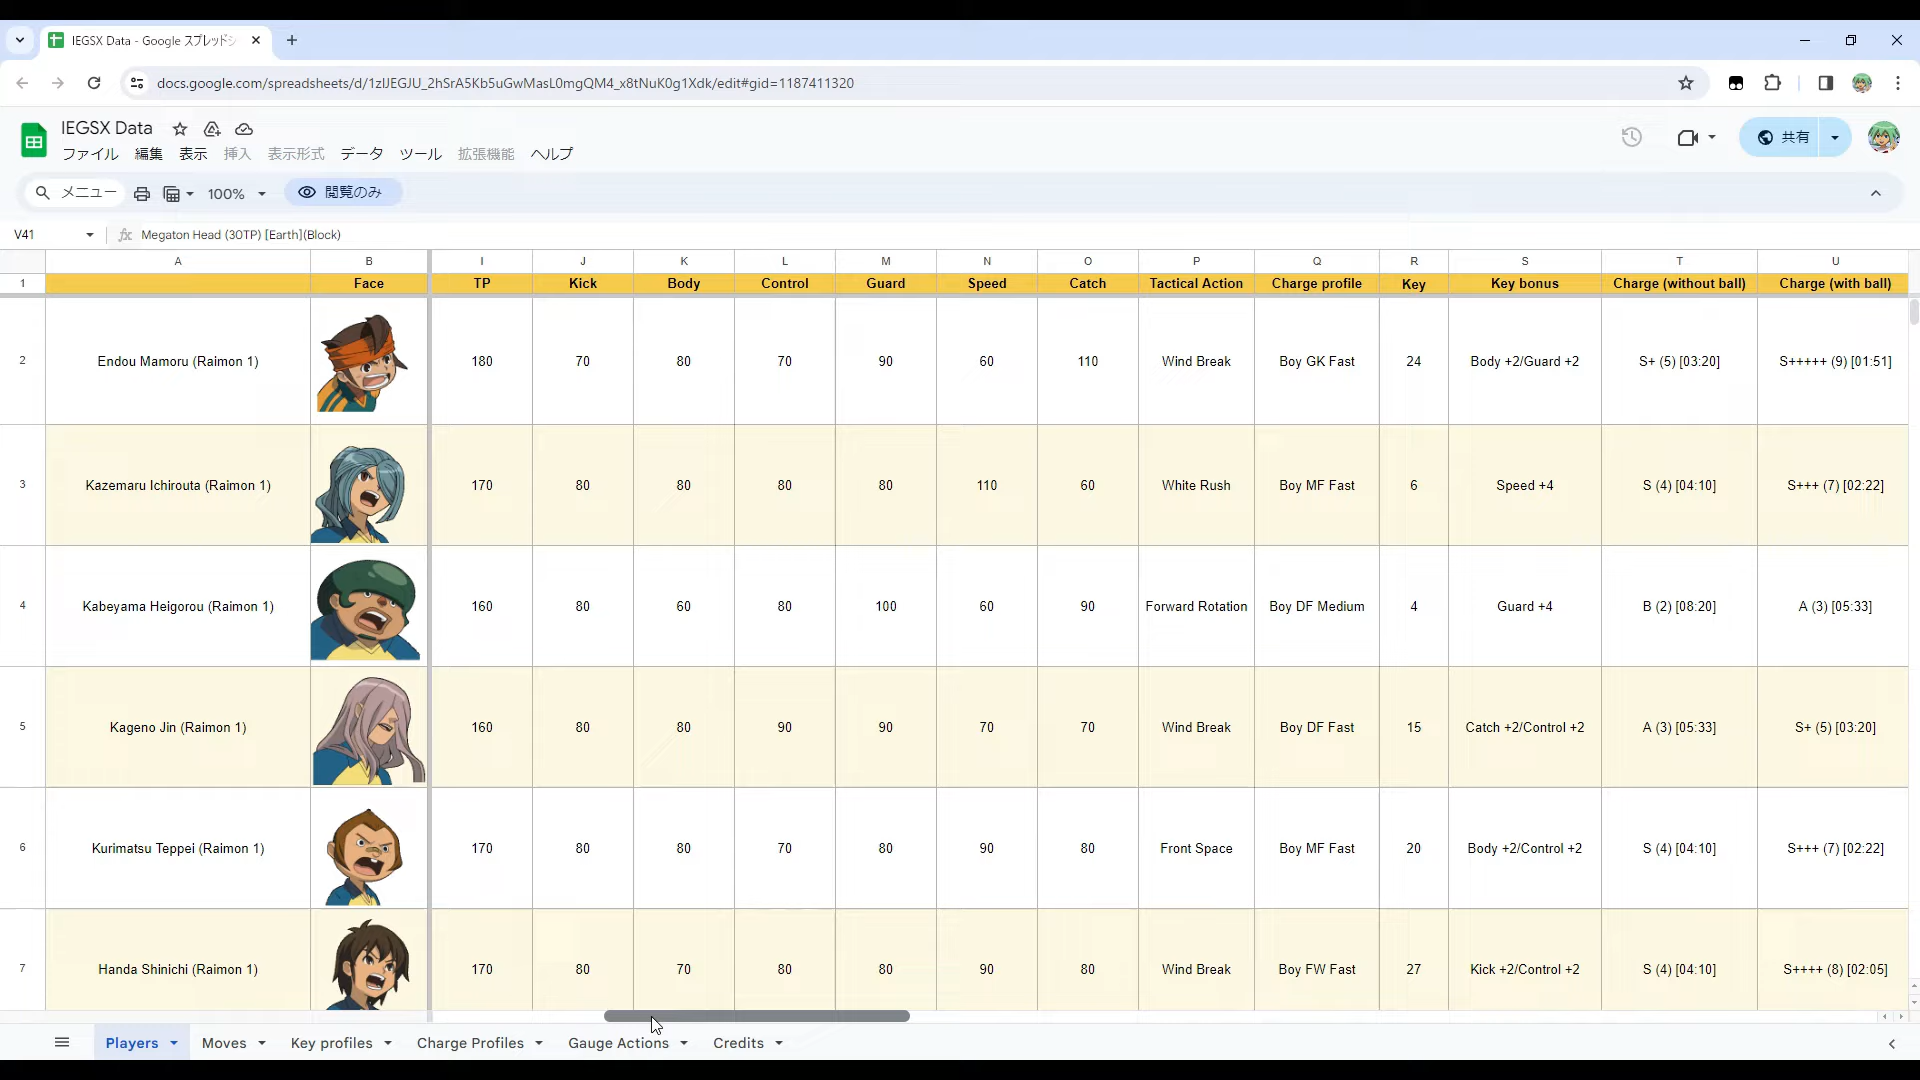 IEGSX Data - Google スプレッドシ
docs.google.com/spreadsheets/d/1zIJEGJU_2hSrA5Kb5uGwMasL0mgQM4_x8tNuK0g1Xdk/edit#gid=1187411320
IEGSX Data
ファイル 編集 表示 挿入 表示形式 データ ツール 拡張機能 ヘルプ
共有
メニュー 100% 閲覧のみ
V41 fx Megaton Head (30TP) [Earth](Block)
A B I J K L M N O P Q R S T U
1 Face TP Kick Body Control Guard Speed Catch Tactical Action Charge profile Key Key bonus Charge (without ball) Charge (with ball)
2 Endou Mamoru (Raimon 1) 180 70 80 70 90 60 110 Wind Break Boy GK Fast 24 Body +2/Guard +2 S+ (5) [03:20] S+++++ (9) [01:51]
3 Kazemaru Ichirouta (Raimon 1) 170 80 80 80 80 110 60 White Rush Boy MF Fast 6 Speed +4 S (4) [04:10] S+++ (7) [02:22]
4 Kabeyama Heigorou (Raimon 1) 160 80 60 80 100 60 90 Forward Rotation Boy DF Medium 4 Guard +4 B (2) [08:20] A (3) [05:33]
5 Kageno Jin (Raimon 1) 160 80 80 90 90 70 70 Wind Break Boy DF Fast 15 Catch +2/Control +2 A (3) [05:33] S+ (5) [03:20]
6 Kurimatsu Teppei (Raimon 1) 170 80 80 70 80 90 80 Front Space Boy MF Fast 20 Body +2/Control +2 S (4) [04:10] S+++ (7) [02:22]
7 Handa Shinichi (Raimon 1) 170 80 70 80 80 90 80 Wind Break Boy FW Fast 27 Kick +2/Control +2 S (4) [04:10] S++++ (8) [02:05]
Players Moves Key profiles Charge Profiles Gauge Actions Credits